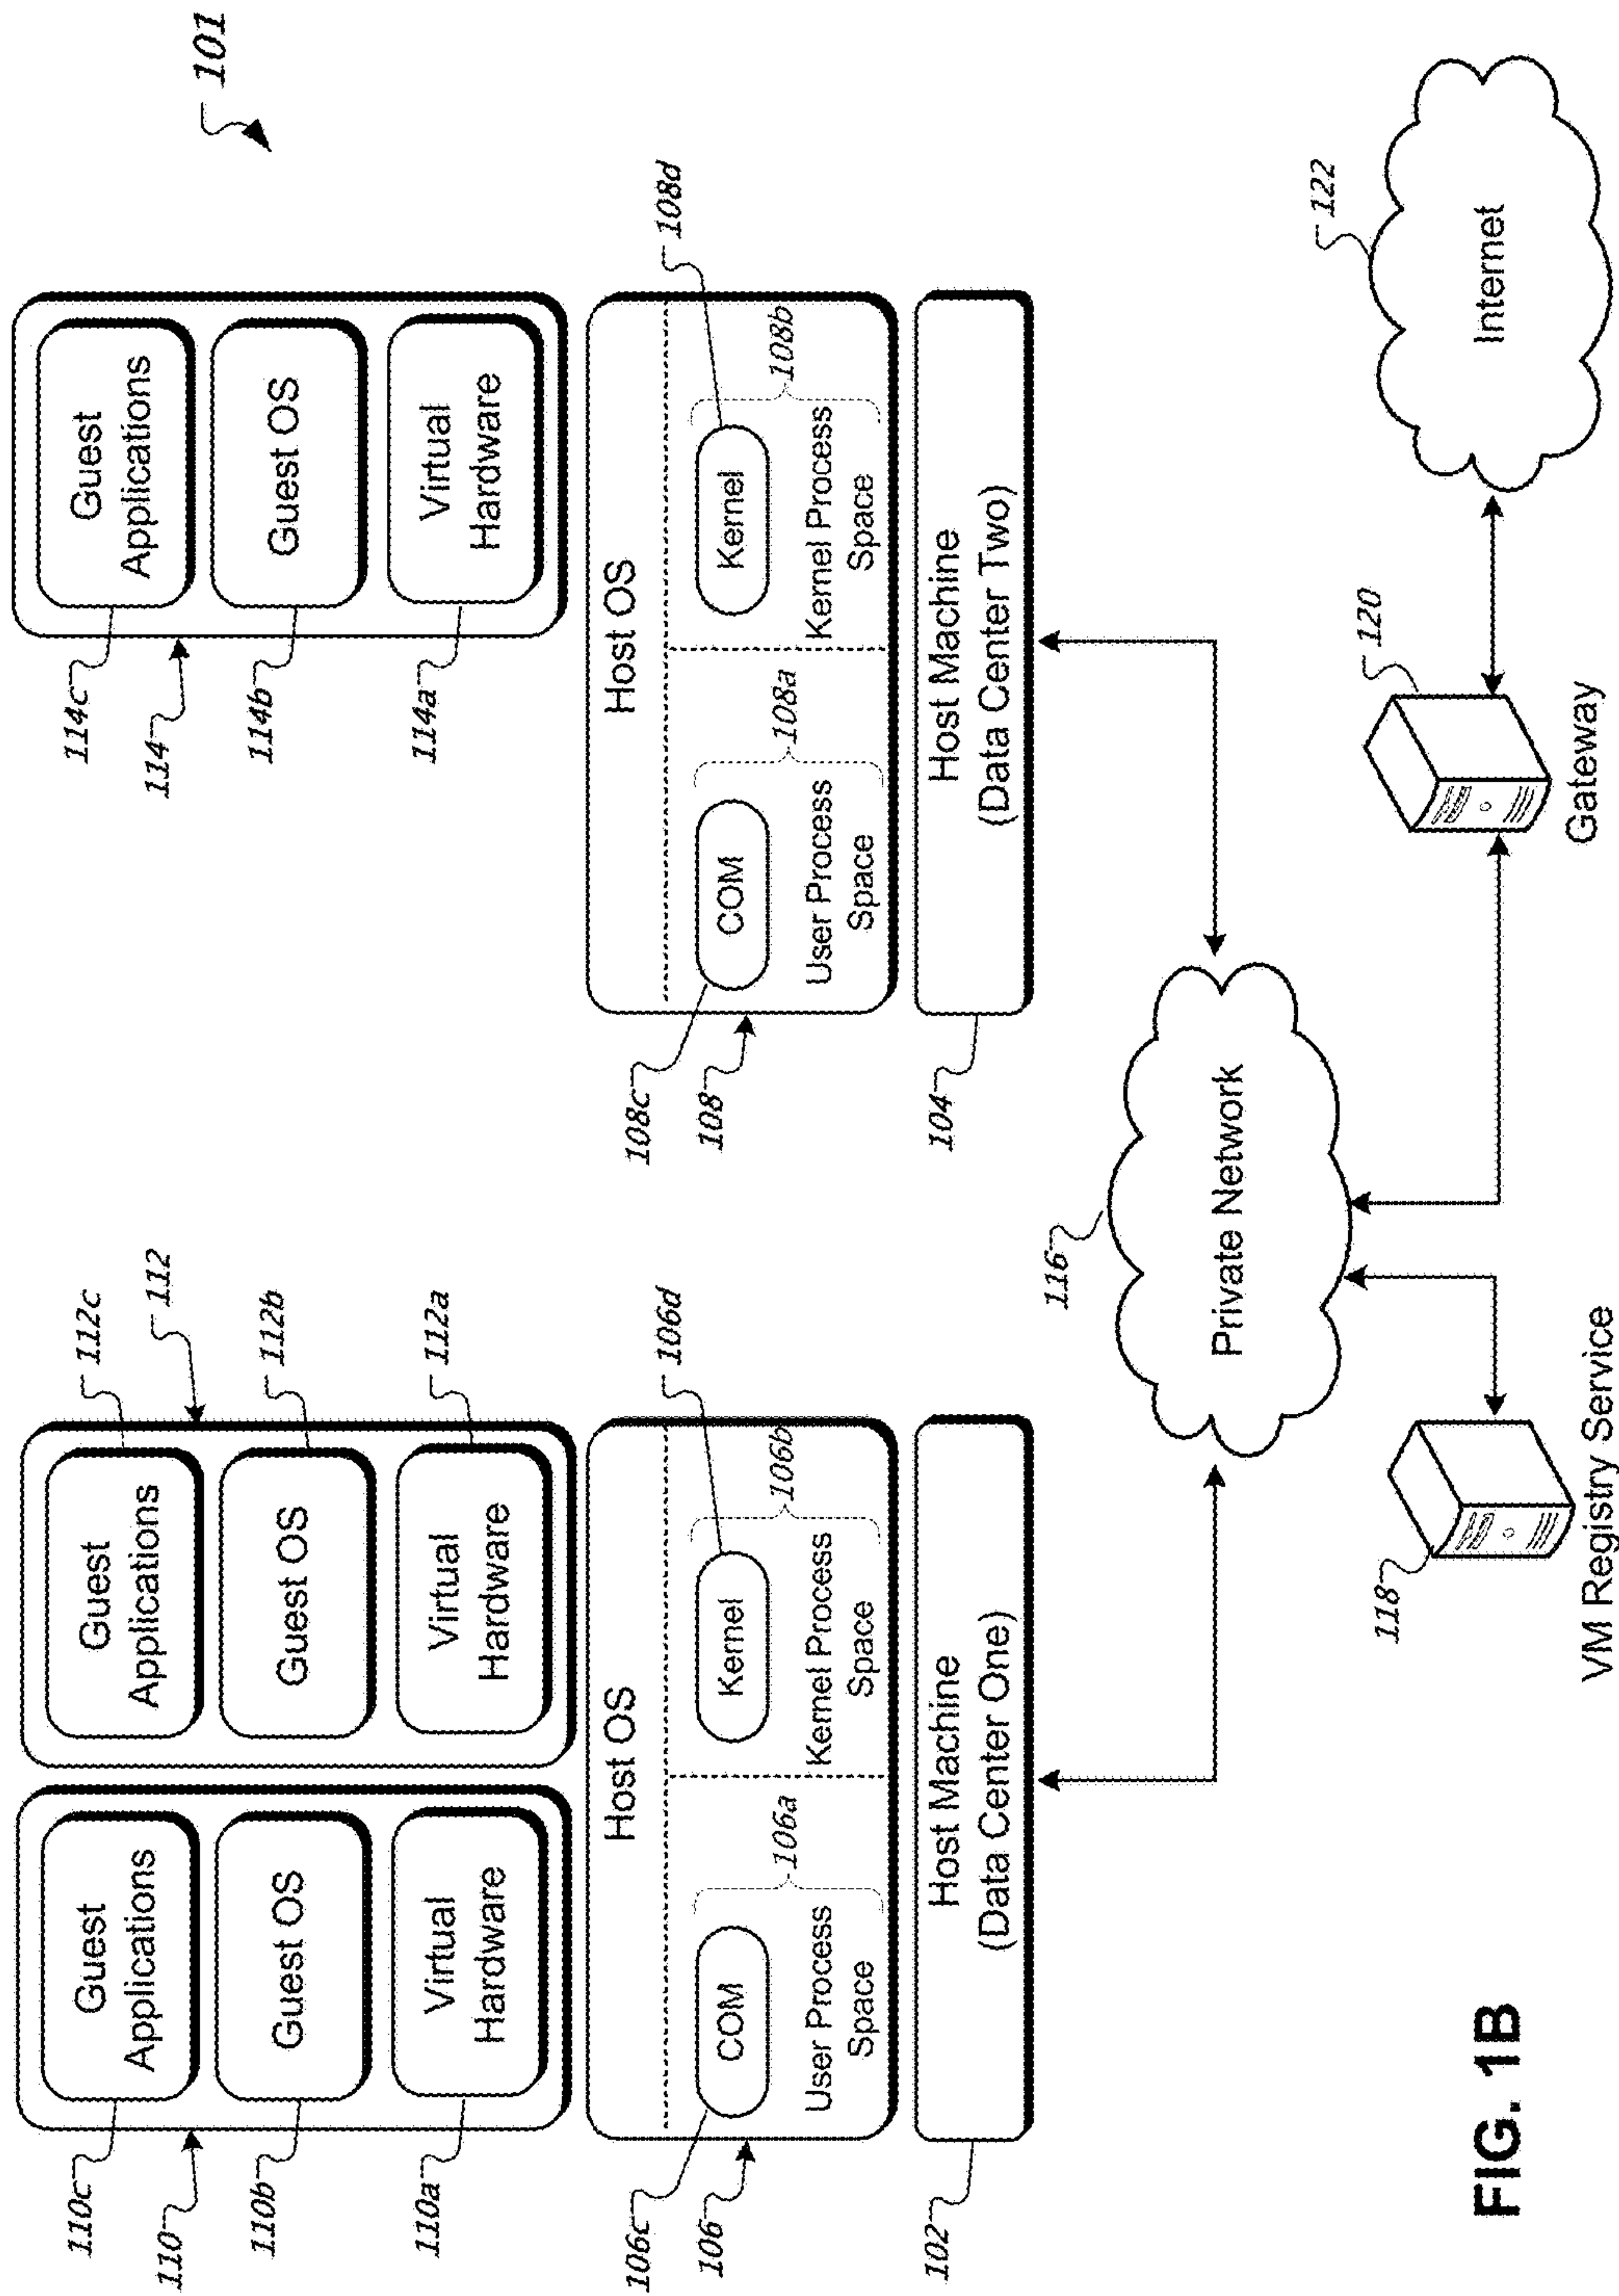 101
110c
Guest
Applications
110
110b
Guest OS
110a
Virtual
Hardware
Guest
Applications
112c
112
Guest OS
112b
Virtual
Hardware
112a
114c
Guest
Applications
114
114b
Guest OS
114a
Virtual
Hardware
Host OS
106c
COM
106
User Process
Space
106a
Kernel
106d
Kernel Process
Space
106b
102
Host Machine
(Data Center One)
Host OS
108c
COM
108
User Process
Space
108a
Kernel
108d
Kernel Process
Space
108b
104
Host Machine
(Data Center Two)
116
Private Network
118
VM Registry Service
120
Gateway
122
Internet
FIG. 1B